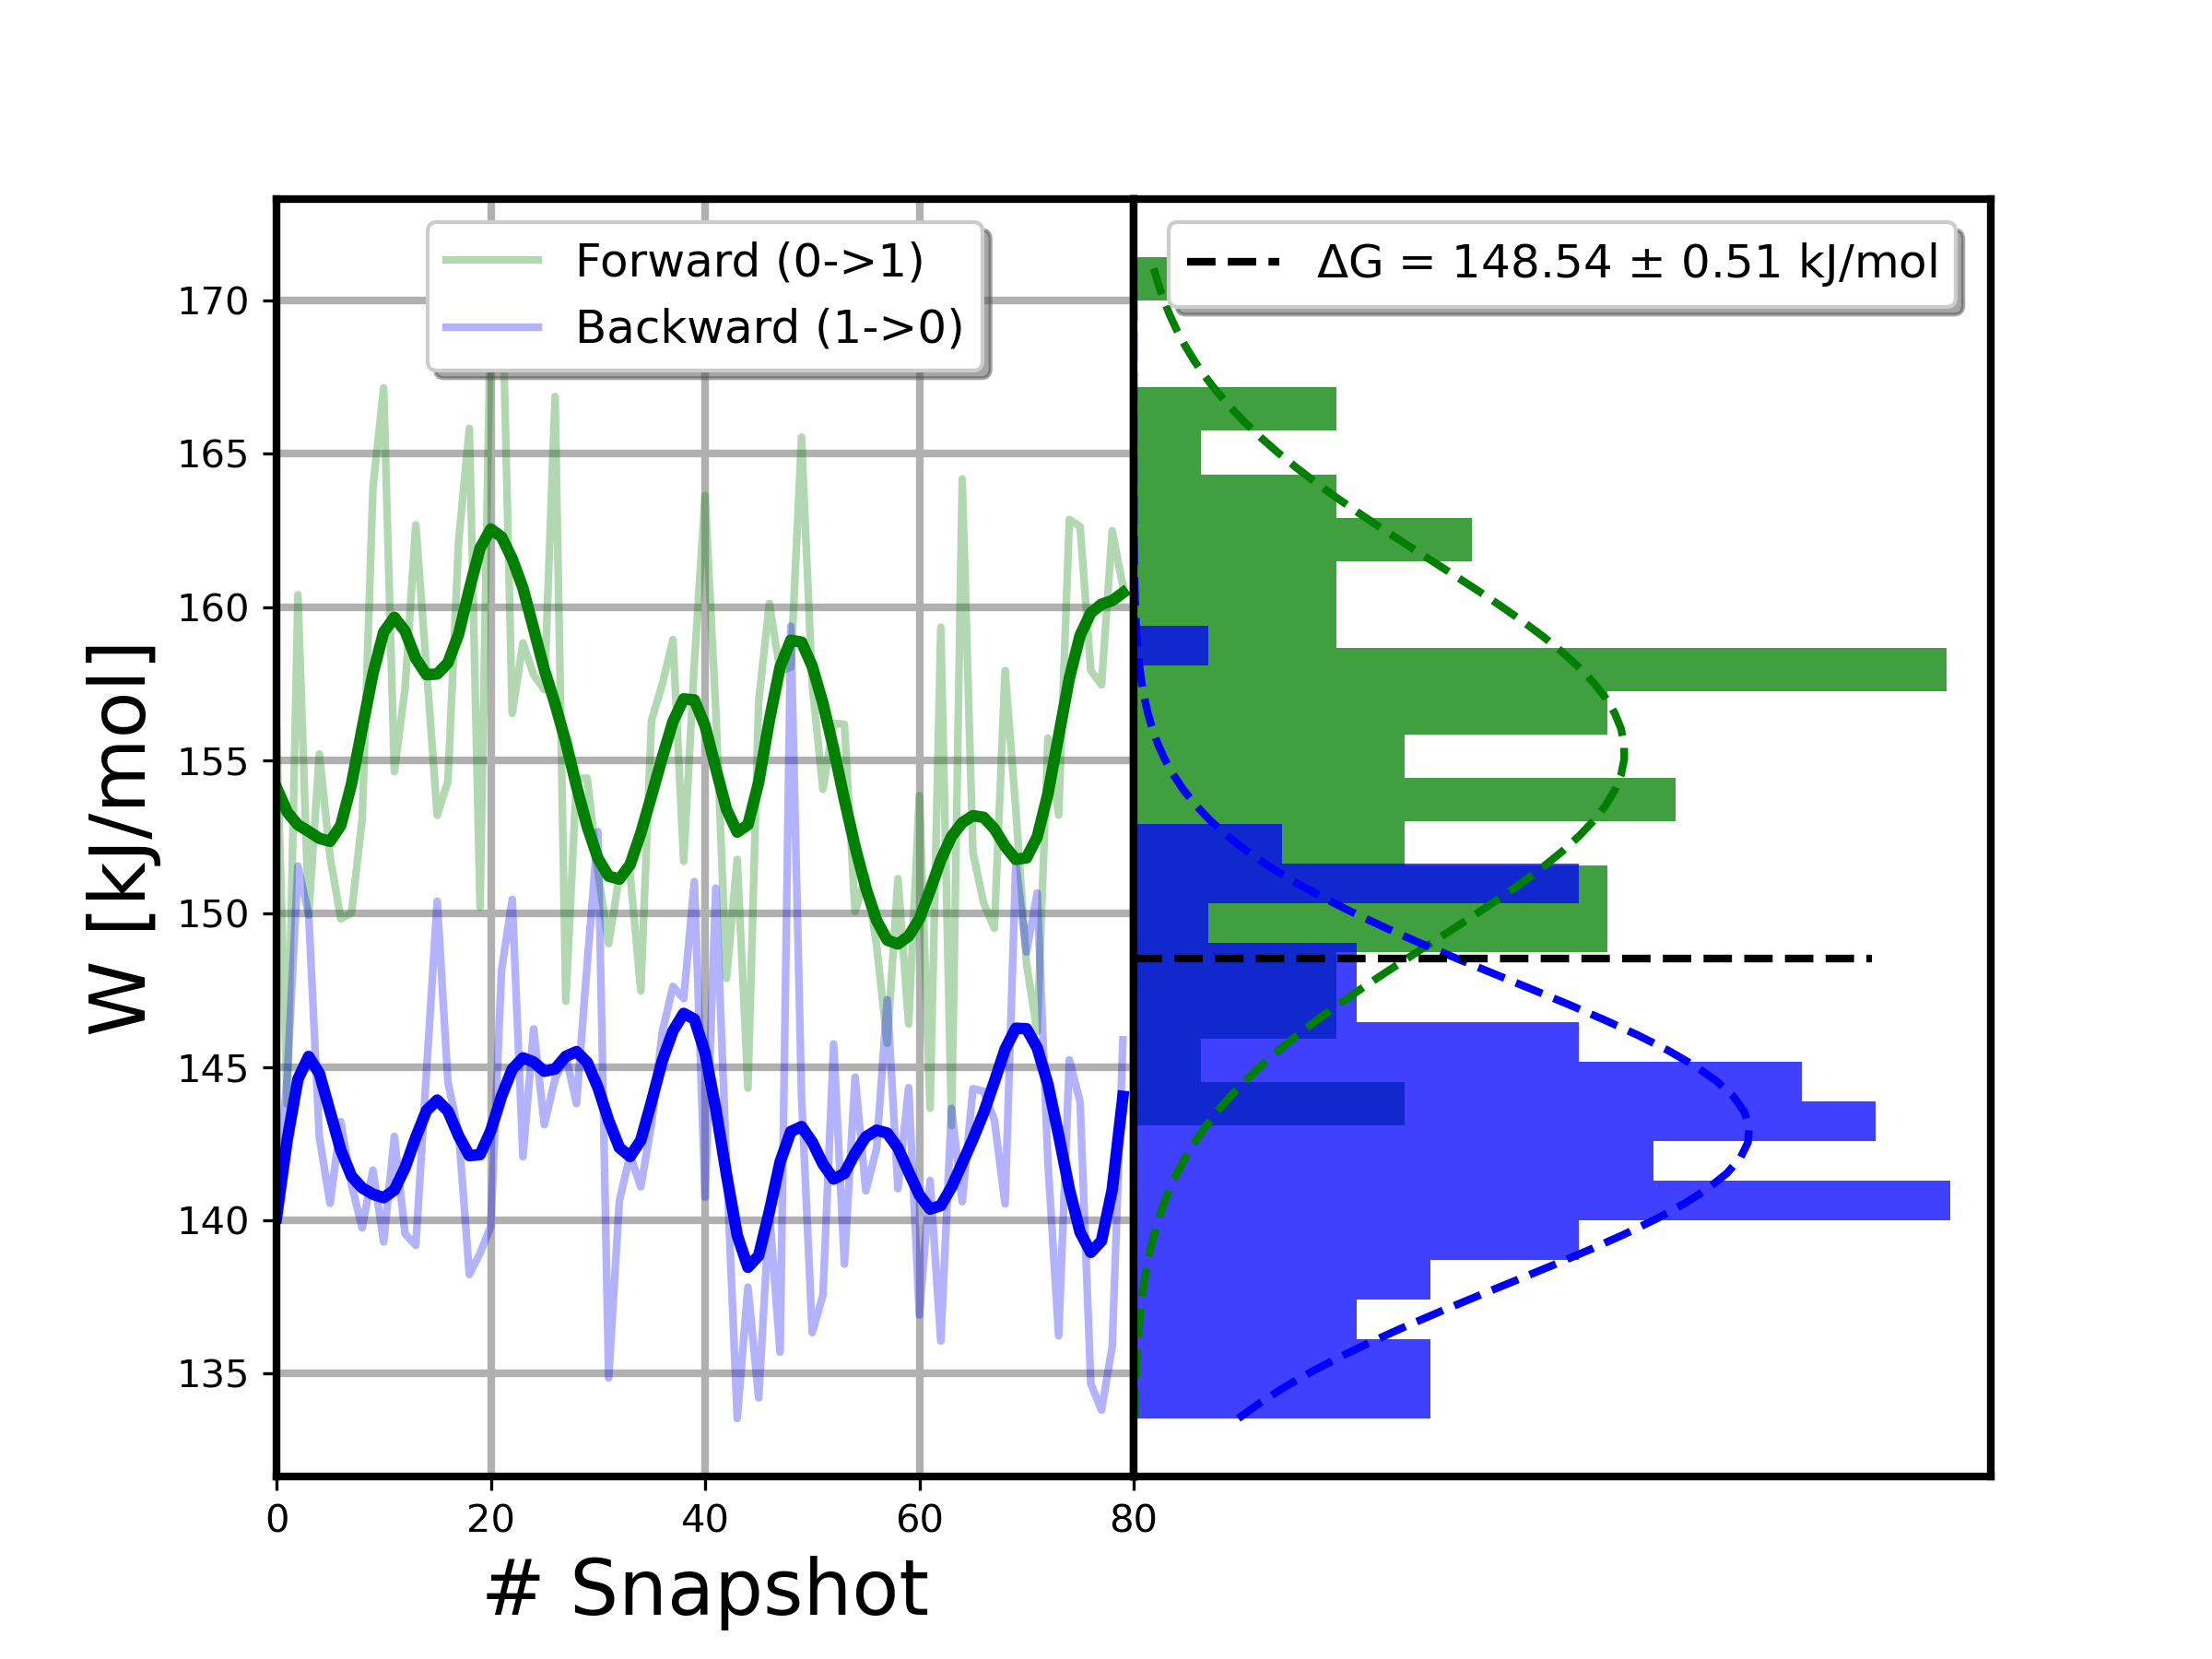 Forward (0->1)
Backward (1->0)
ΔG = 148.54 ± 0.51 kJ/mol
W [kJ/mol]
170
165
160
155
150
145
140
135
0 20 40 60 80
# Snapshot